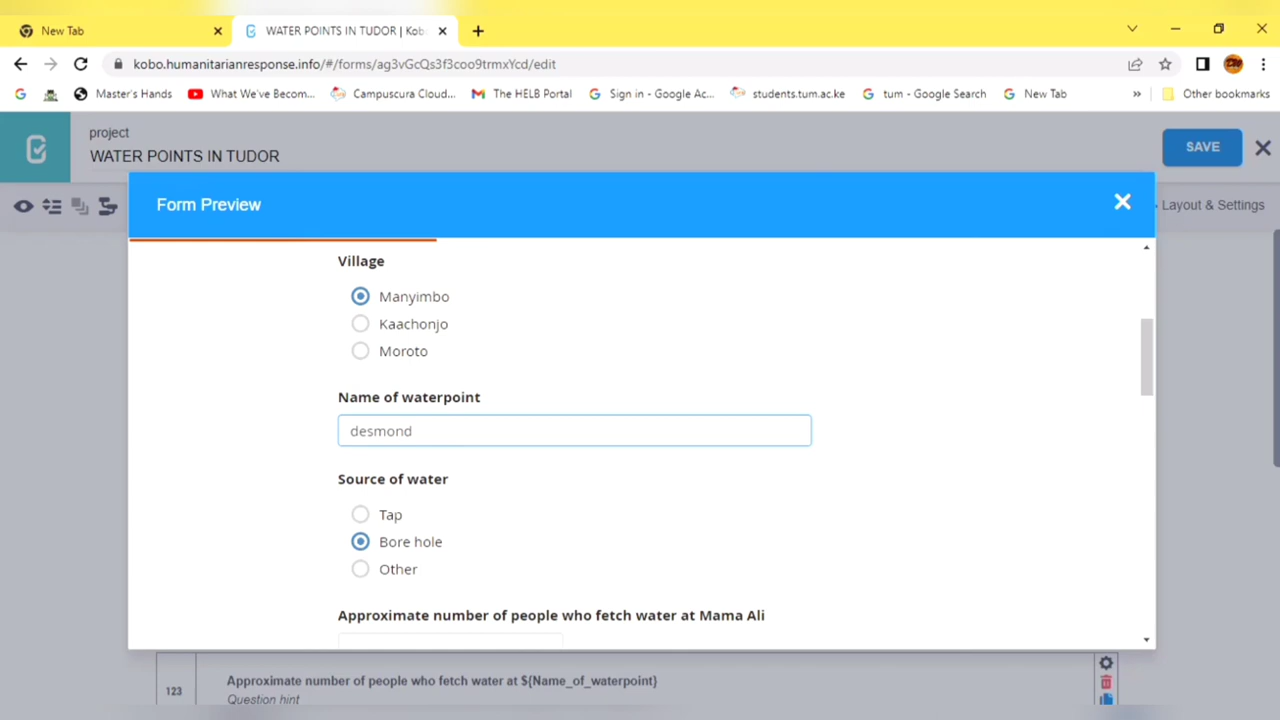 New Tab
WATER POINTS IN TUDOR | Kobo
kobo.humanitarianresponse.info/#/forms/ag3vGcQs3f3coo9trmxYcd/edit
Master's Hands
What We've Becom...
Campuscura Cloud...
The HELB Portal
Sign in - Google Ac...
students.tum.ac.ke
tum - Google Search
New Tab
»
Other bookmarks
project
WATER POINTS IN TUDOR
SAVE
Layout & Settings
Form Preview
Village
Manyimbo
Kaachonjo
Moroto
Name of waterpoint
desmond
Source of water
Tap
Bore hole
Other
Approximate number of people who fetch water at Mama Ali
123
Approximate number of people who fetch water at ${Name_of_waterpoint}
Question hint